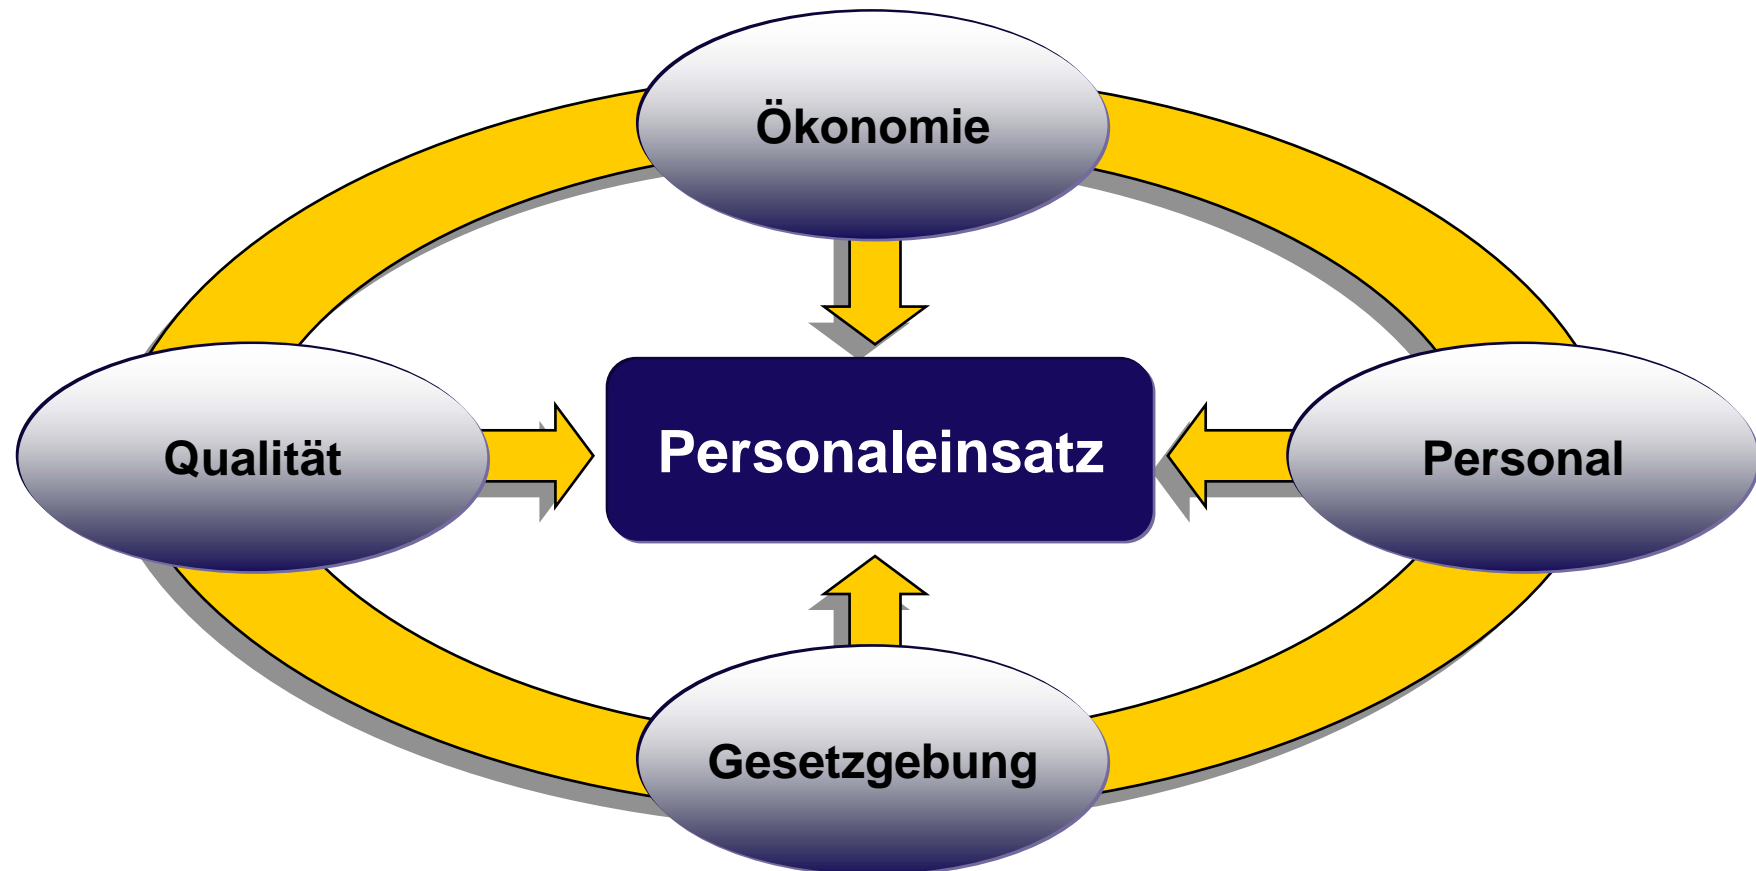 Ökonomie
Qualität
Personaleinsatz
Personal
Gesetzgebung